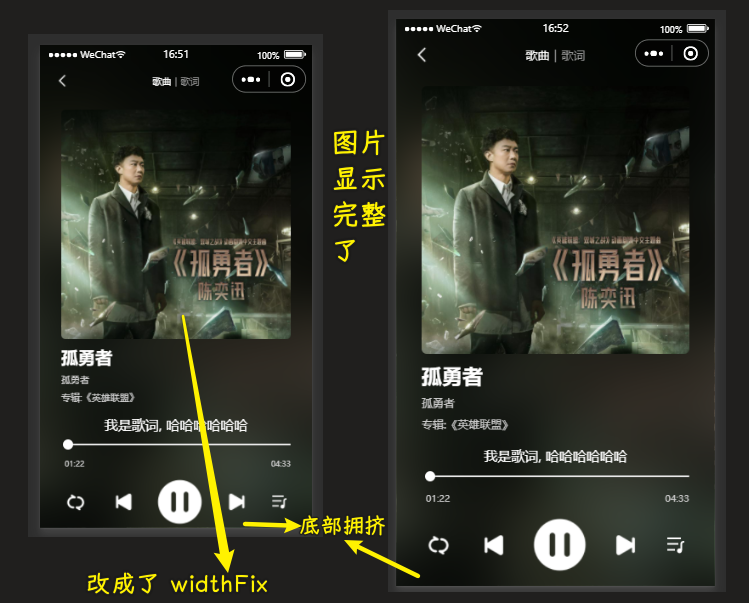 WeChat 16:51 100%
歌曲 | 歌词
《孤勇者》
陈奕迅
孤勇者
孤勇者
专辑:《英雄联盟》
我是歌词, 哈哈哈哈哈哈
01:22 04:33
图片
显示
完整
了
WeChat 16:52 100%
歌曲 | 歌词
《孤勇者》
陈奕迅
孤勇者
孤勇者
专辑:《英雄联盟》
我是歌词, 哈哈哈哈哈哈
01:22 04:33
底部拥挤
改成了 widthFix